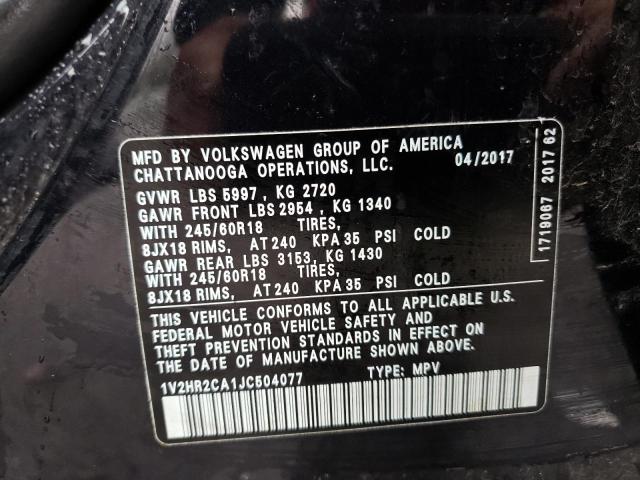 MFD BY VOLKSWAGEN GROUP OF AMERICA
CHATTANOOGA OPERATIONS, LLC. 04/2017
GVWR LBS 5997, KG 2720
GAWR FRONT LBS 2954, KG 1340
WITH 245/60R18 TIRES,
8JX18 RIMS, AT 240 KPA 35 PSI COLD
GAWR REAR LBS 3153, KG 1430
WITH 245/60R18 TIRES,
8JX18 RIMS, AT 240 KPA 35 PSI COLD
THIS VEHICLE CONFORMS TO ALL APPLICABLE U.S.
FEDERAL MOTOR VEHICLE SAFETY AND
THEFT PREVENTION STANDARDS IN EFFECT ON
THE DATE OF MANUFACTURE SHOWN ABOVE.
1V2HR2CA1JC504077 TYPE: MPV
1719067 2017 62